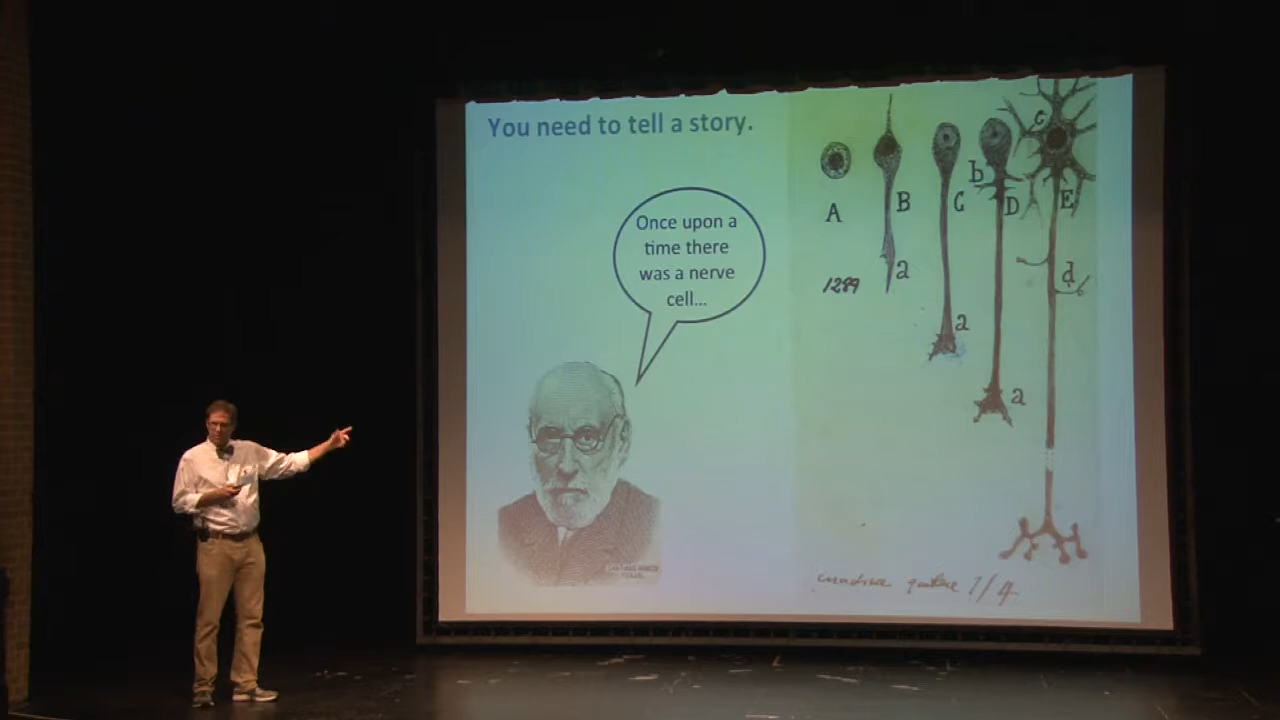 You need to tell a story.
Once upon a
time there
was a nerve
cell...
A
B
C
D
E
a
a
a
b
c
d
1289